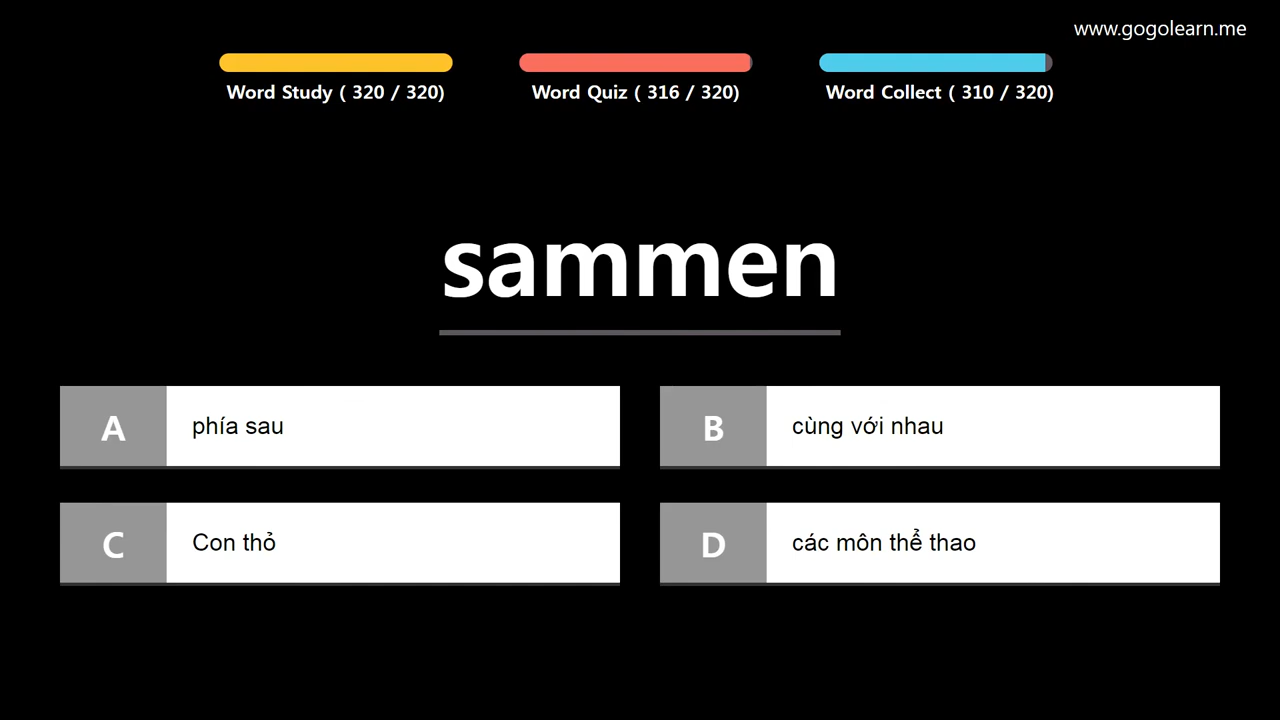 www.gogolearn.me
Word Study ( 320 / 320)
Word Quiz ( 316 / 320)
Word Collect ( 310 / 320)
sammen
A phía sau
B cùng với nhau
C Con thỏ
D các môn thể thao